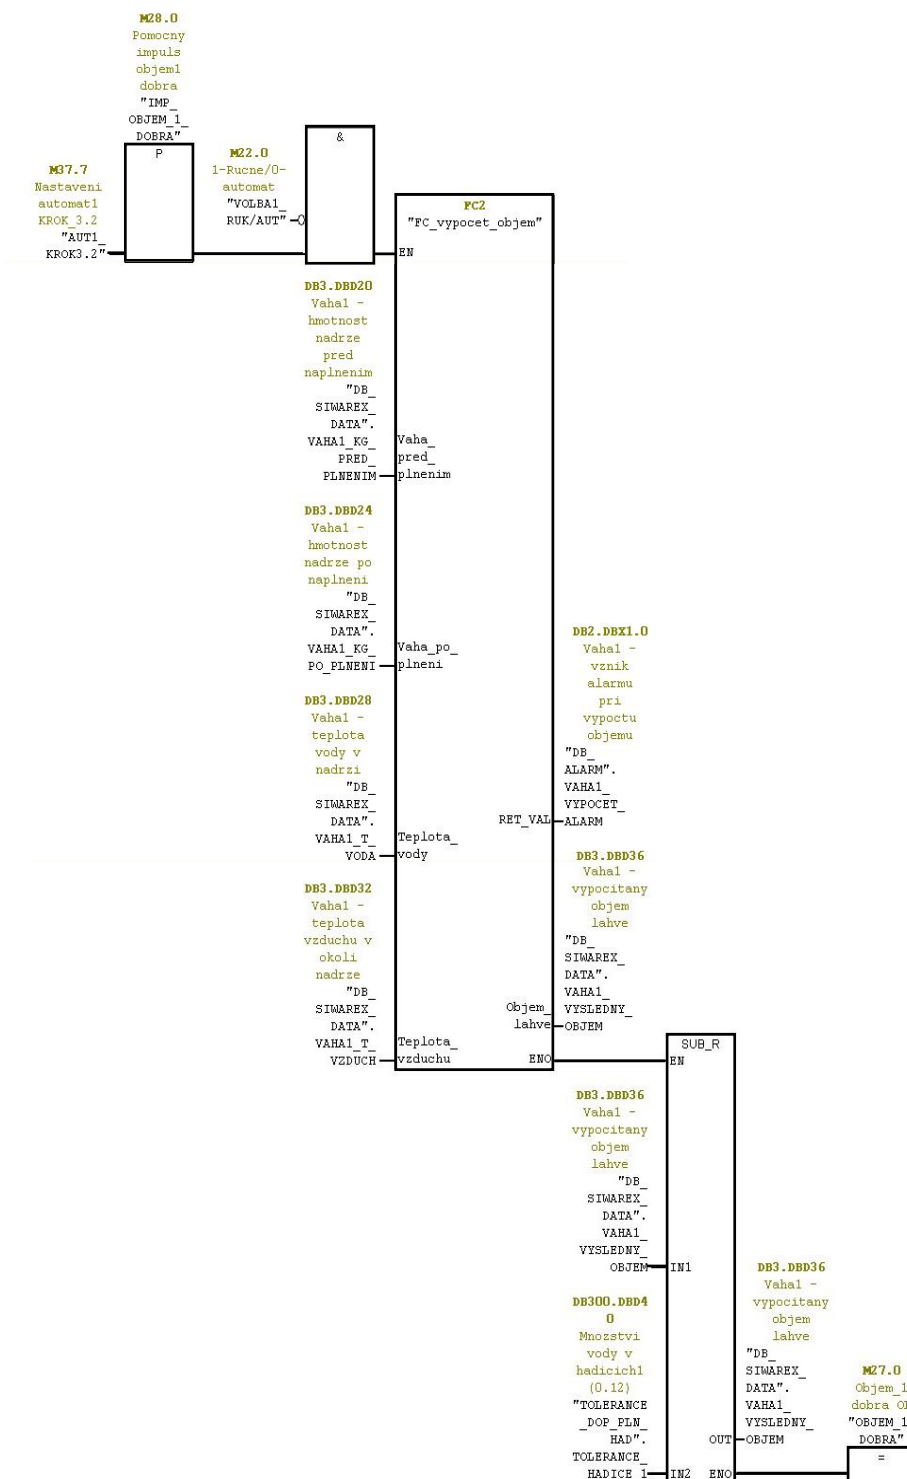 M28.0
Pomocny
impuls
objem1
dobra
"IMP_
OBJEM_1_
DOBRA"
P
M37.7
Nastaveni
automat1
KROK_3.2
"AUT1_
KROK3.2"
M22.0
1-Rucne/0-
automat
"VOLBA1_
RUK/AUT"
&
FC2
"FC_vypocet_objem"
EN
DB3.DBD20
Vaha1 -
hmotnost
nadrze
pred
naplnenim
"DB_
SIWAREX_
DATA".
VAHA1_KG_
PRED_
PLNENIM
Vaha_
pred_
plnenim
DB3.DBD24
Vaha1 -
hmotnost
nadrze po
naplneni
"DB_
SIWAREX_
DATA".
VAHA1_KG_
PO_PLNENI
Vaha_po_
plneni
DB3.DBD28
Vaha1 -
teplota
vody v
nadrzi
"DB_
SIWAREX_
DATA".
VAHA1_T_
VODA
Teplota_
vody
DB3.DBD32
Vaha1 -
teplota
vzduchu v
okoli
nadrze
"DB_
SIWAREX_
DATA".
VAHA1_T_
VZDUCH
Teplota_
vzduchu
DB2.DBX1.0
Vaha1 -
vznik
alarmu
pri
vypoctu
objemu
"DB_
ALARM".
VAHA1_
VYPOCET_
ALARM
RET_VAL
DB3.DBD36
Vaha1 -
vypocitany
objem
lahve
"DB_
SIWAREX_
DATA".
VAHA1_
VYSLEDNY_
OBJEM
Objem_
lahve
ENO
SUB_R
EN
DB3.DBD36
Vaha1 -
vypocitany
objem
lahve
"DB_
SIWAREX_
DATA".
VAHA1_
VYSLEDNY_
OBJEM
IN1
DB300.DBD4
0
Mnozstvi
vody v
hadicich1
(0.12)
"TOLERANCE
_DOP_PLN_
HAD".
TOLERANCE_
HADICE_1
IN2
DB3.DBD36
Vaha1 -
vypocitany
objem
lahve
"DB_
SIWAREX_
DATA".
VAHA1_
VYSLEDNY_
OBJEM
OUT
ENO
M27.0
Objem_1
dobra
"OBJEM_1
DOBRA"
=